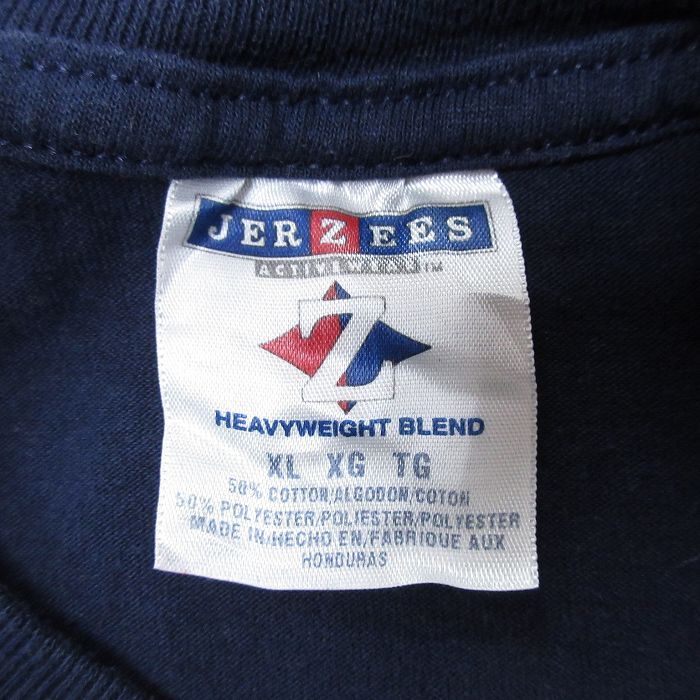 JERZEES
ACTIVEWEAR™
Z
HEAVYWEIGHT BLEND
XL XG TG
50% COTTON/ALGODON/COTON
50% POLYESTER/POLIESTER/POLYESTER
MADE IN/HECHO EN/FABRIQUE AUX
HONDURAS